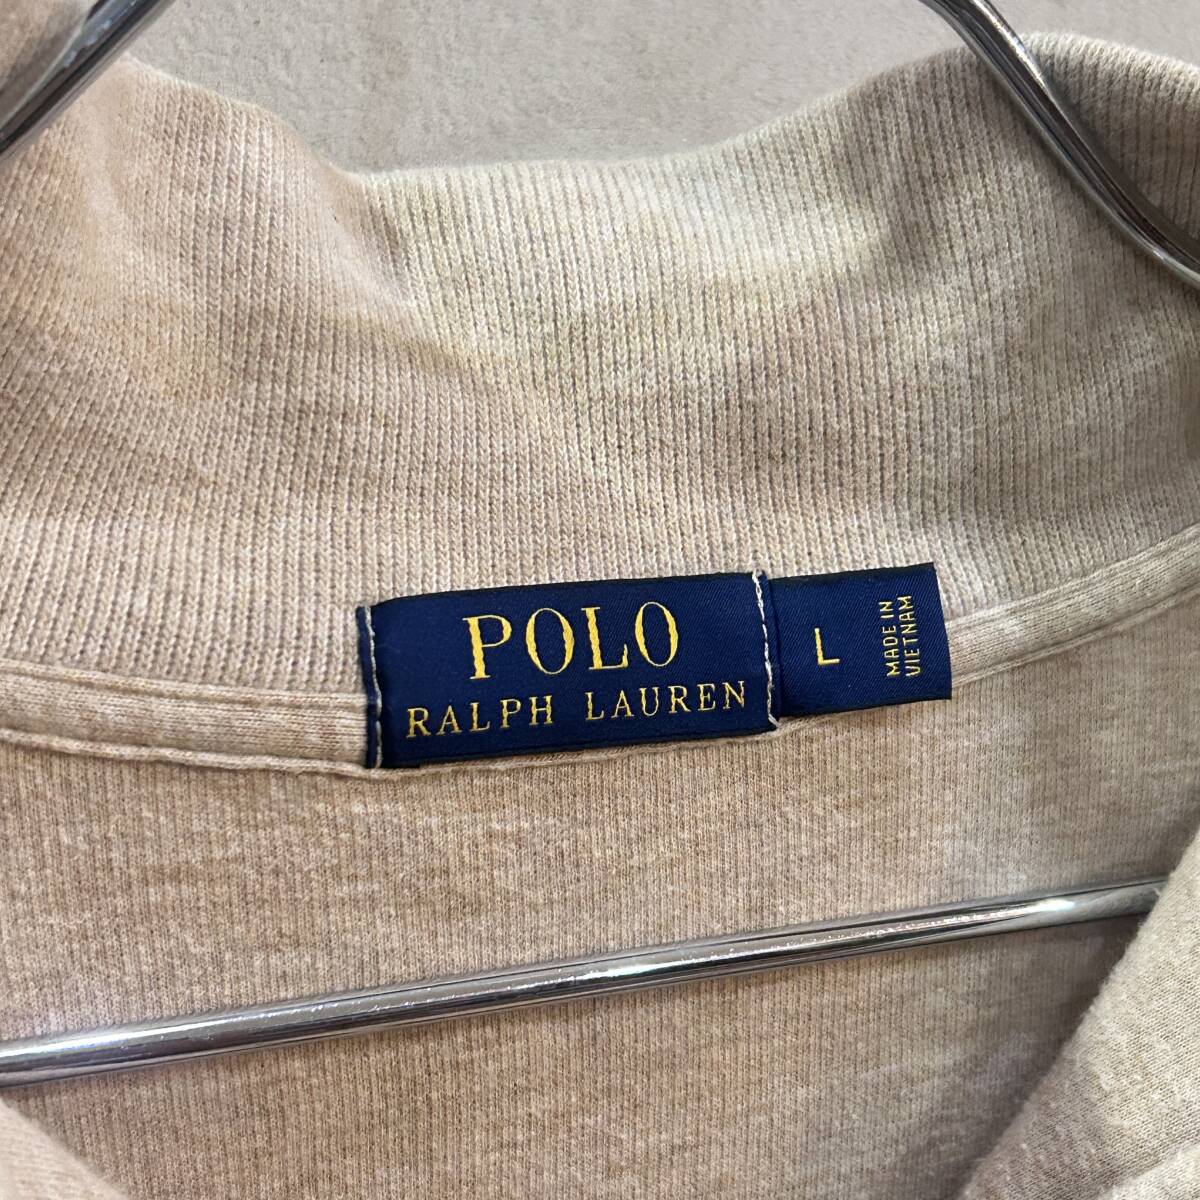 POLO
RALPH LAUREN
L
MADE IN
VIETNAM